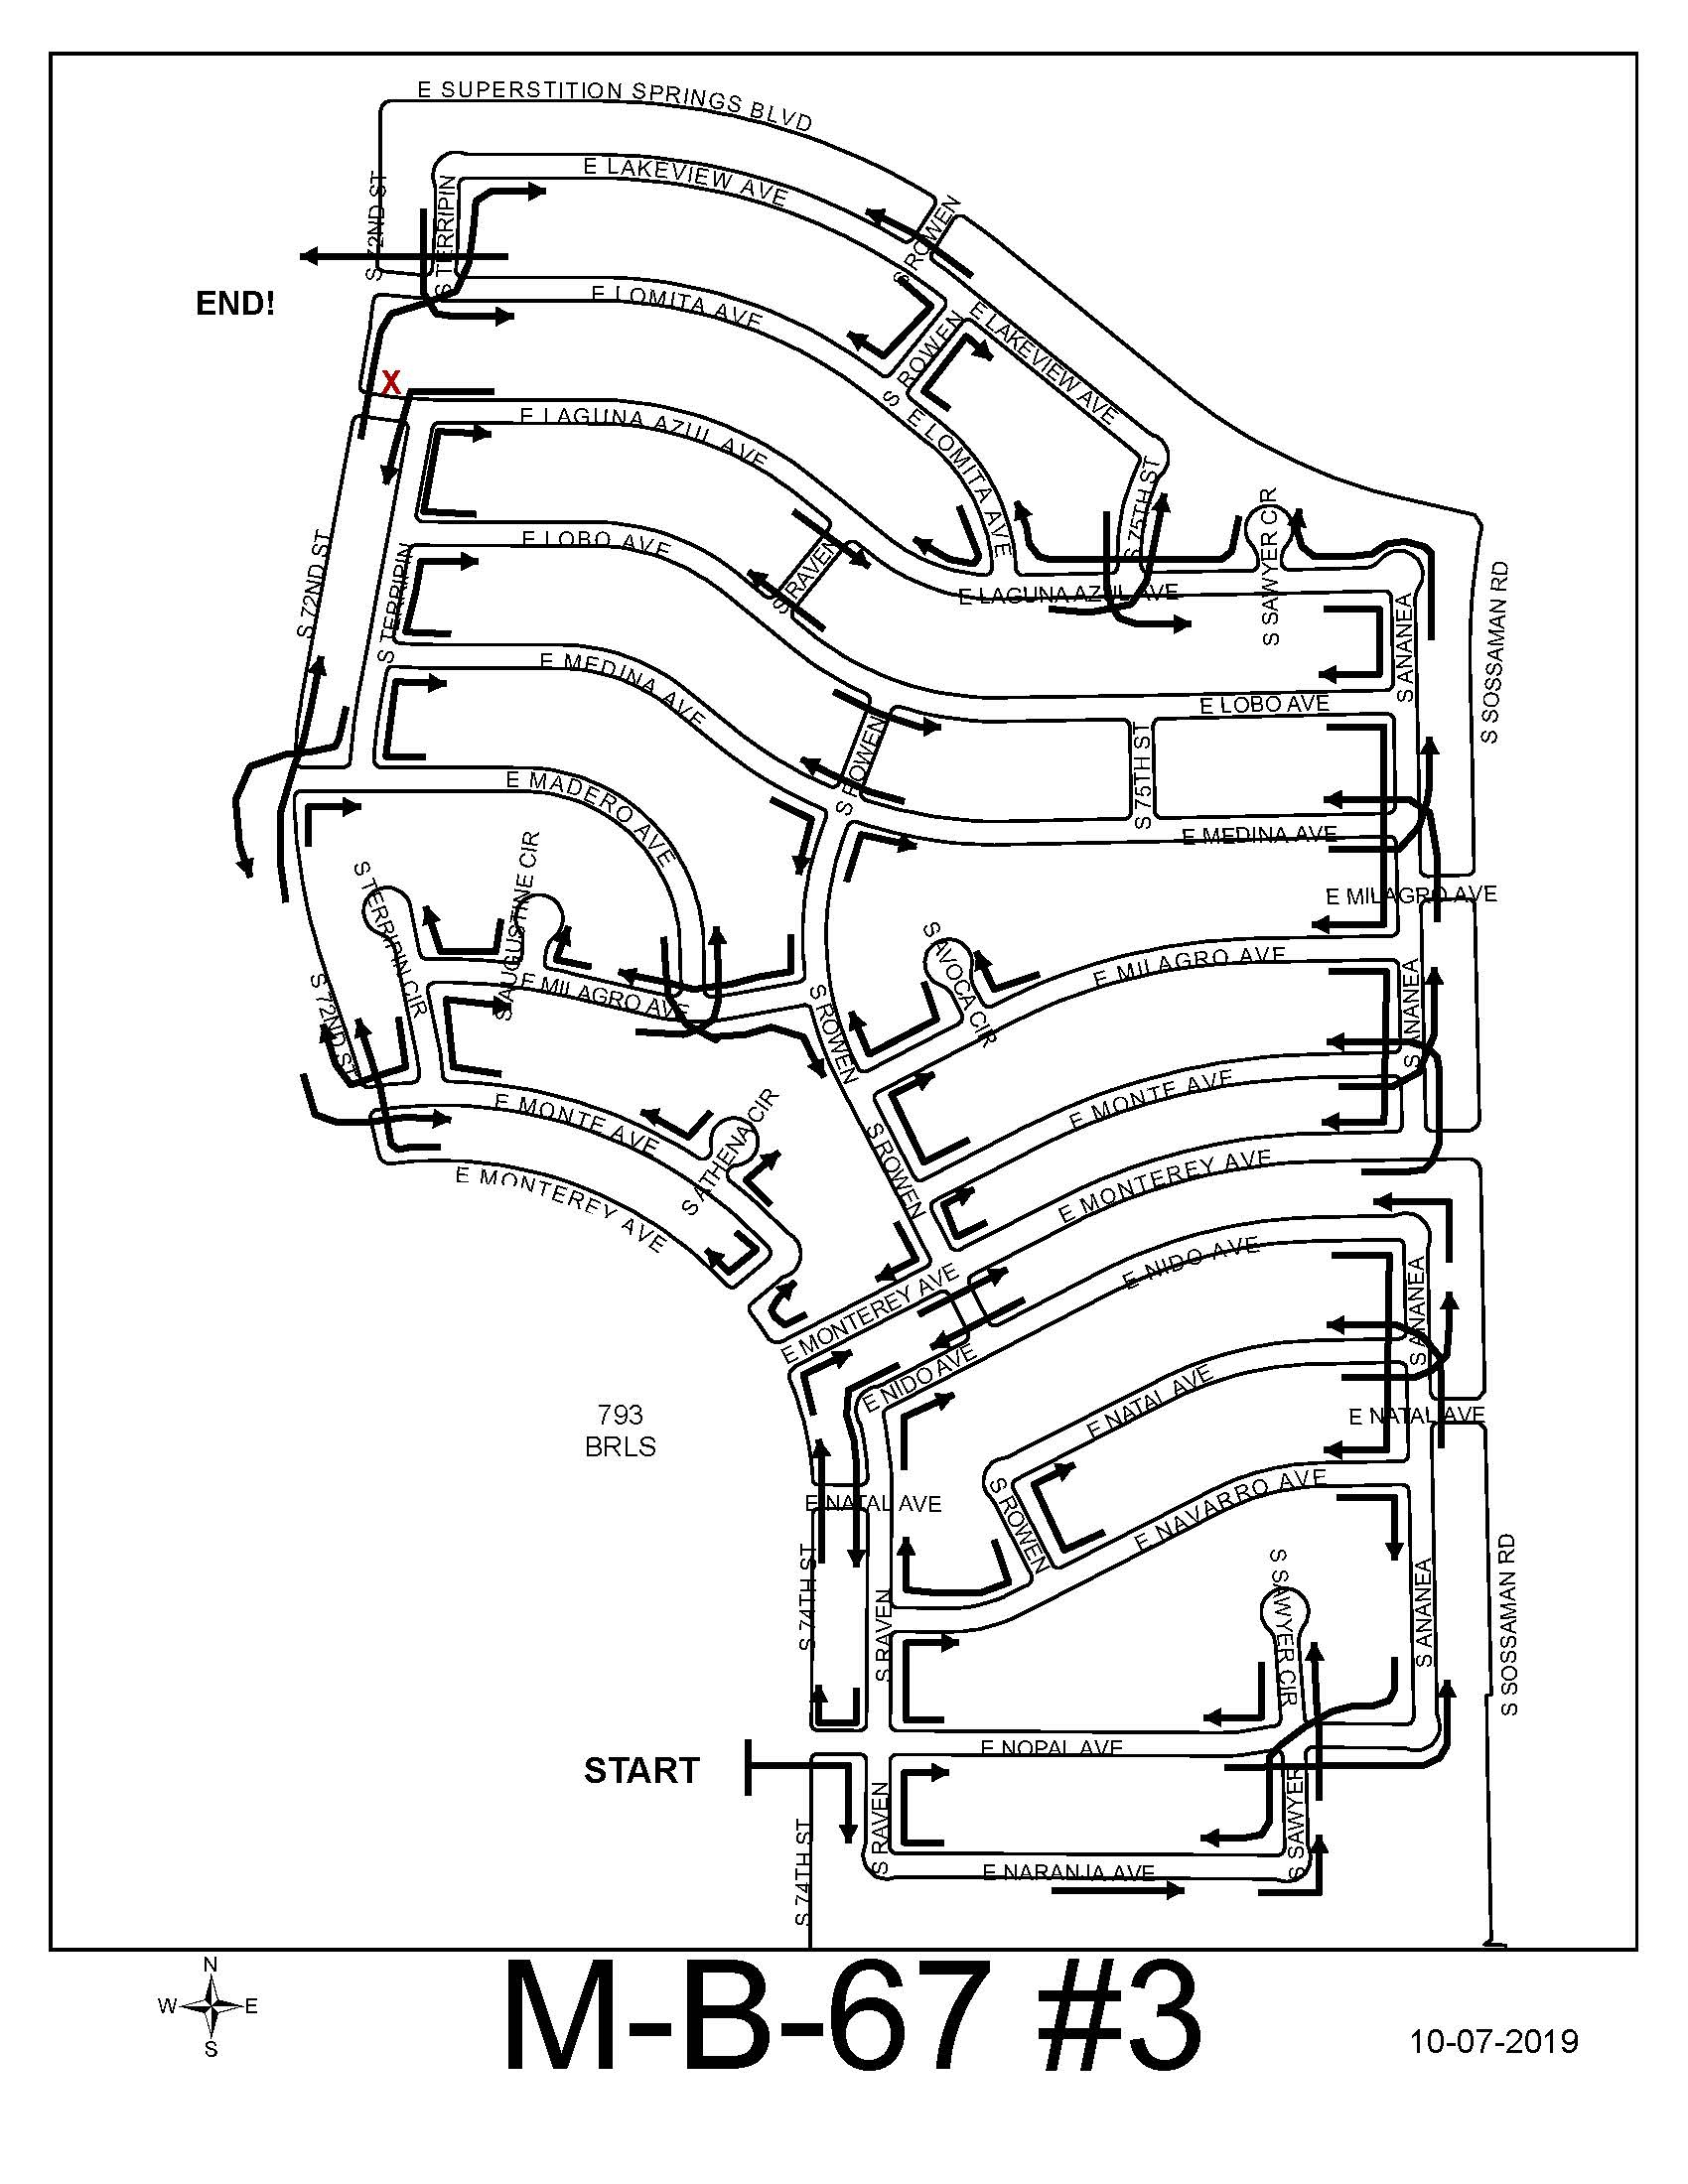 E SUPERSTITION SPRINGS BLVD
E LAKEVIEW AVE
S 72ND ST
S TERRIPIN
S ROWEN
END!
E LOMITA AVE
S ROWEN
E LAKEVIEW AVE
X
E LAGUNA AZUL AVE
E LOMITA AVE
S 75TH ST
S SAWYER CIR
S 72ND ST
E LOBO AVE
S RAVEN
E LAGUNA AZUL AVE
S TERRIPIN
S ANANEA
S SOSSAMAN RD
E MEDINA AVE
E LOBO AVE
S ROWEN
S 75TH ST
E MADERO AVE
E MEDINA AVE
S TERRIPIN CIR
S AUGUSTINE CIR
E MILAGRO AVE
S AVOCA CIR
E MILAGRO AVE
S 72ND ST
E MILAGRO AVE
S ROWEN
S ANANEA
E MONTE AVE
S ATHENA CIR
E MONTE AVE
S ROWEN
E MONTEREY AVE
E MONTEREY AVE
E MONTEREY AVE
E NIDO AVE
S ANANEA
E NIDO AVE
E NATAL AVE
793
BRLS
E NATAL AVE
E NATAL AVE
S ROWEN
E NAVARRO AVE
S 74TH ST
S RAVEN
S SAWYER CIR
S ANANEA
S SOSSAMAN RD
E NOPAL AVE
START
S RAVEN
S SAWYER
S 74TH ST
E NARANJA AVE
N
W E
S
M-B-67 #3
10-07-2019